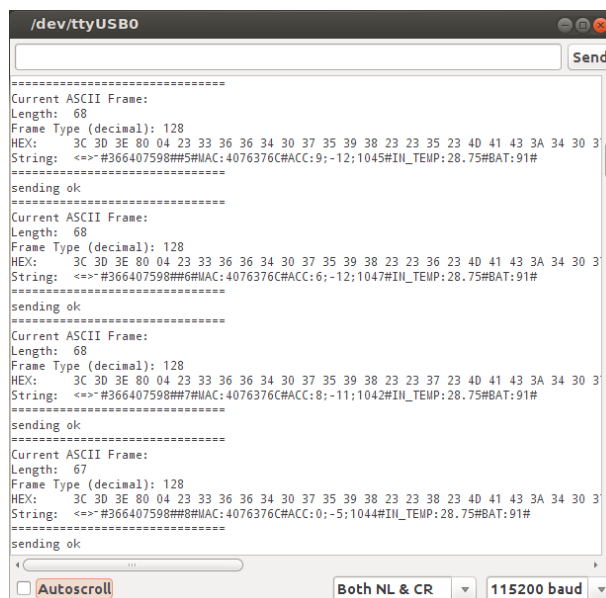 /dev/ttyUSB0
Send
==============================
Current ASCII Frame:
Length:  68
Frame Type (decimal): 128
HEX:     3C 3D 3E 80 04 23 33 36 36 34 30 37 35 39 38 23 23 35 23 4D 41 43 3A 34 30 3
String:  <=>~#366407598##5#MAC:4076376C#ACC:9;-12;1045#IN_TEMP:28.75#BAT:91#
==============================
sending ok
==============================
Current ASCII Frame:
Length:  68
Frame Type (decimal): 128
HEX:     3C 3D 3E 80 04 23 33 36 36 34 30 37 35 39 38 23 23 36 23 4D 41 43 3A 34 30 3
String:  <=>~#366407598##6#MAC:4076376C#ACC:6;-12;1047#IN_TEMP:28.75#BAT:91#
==============================
sending ok
==============================
Current ASCII Frame:
Length:  68
Frame Type (decimal): 128
HEX:     3C 3D 3E 80 04 23 33 36 36 34 30 37 35 39 38 23 23 37 23 4D 41 43 3A 34 30 3
String:  <=>~#366407598##7#MAC:4076376C#ACC:8;-11;1042#IN_TEMP:28.75#BAT:91#
==============================
sending ok
==============================
Current ASCII Frame:
Length:  67
Frame Type (decimal): 128
HEX:     3C 3D 3E 80 04 23 33 36 36 34 30 37 35 39 38 23 23 38 23 4D 41 43 3A 34 30 3
String:  <=>~#366407598##8#MAC:4076376C#ACC:0;-5;1044#IN_TEMP:28.75#BAT:91#
==============================
sending ok
Autoscroll
Both NL & CR
115200 baud